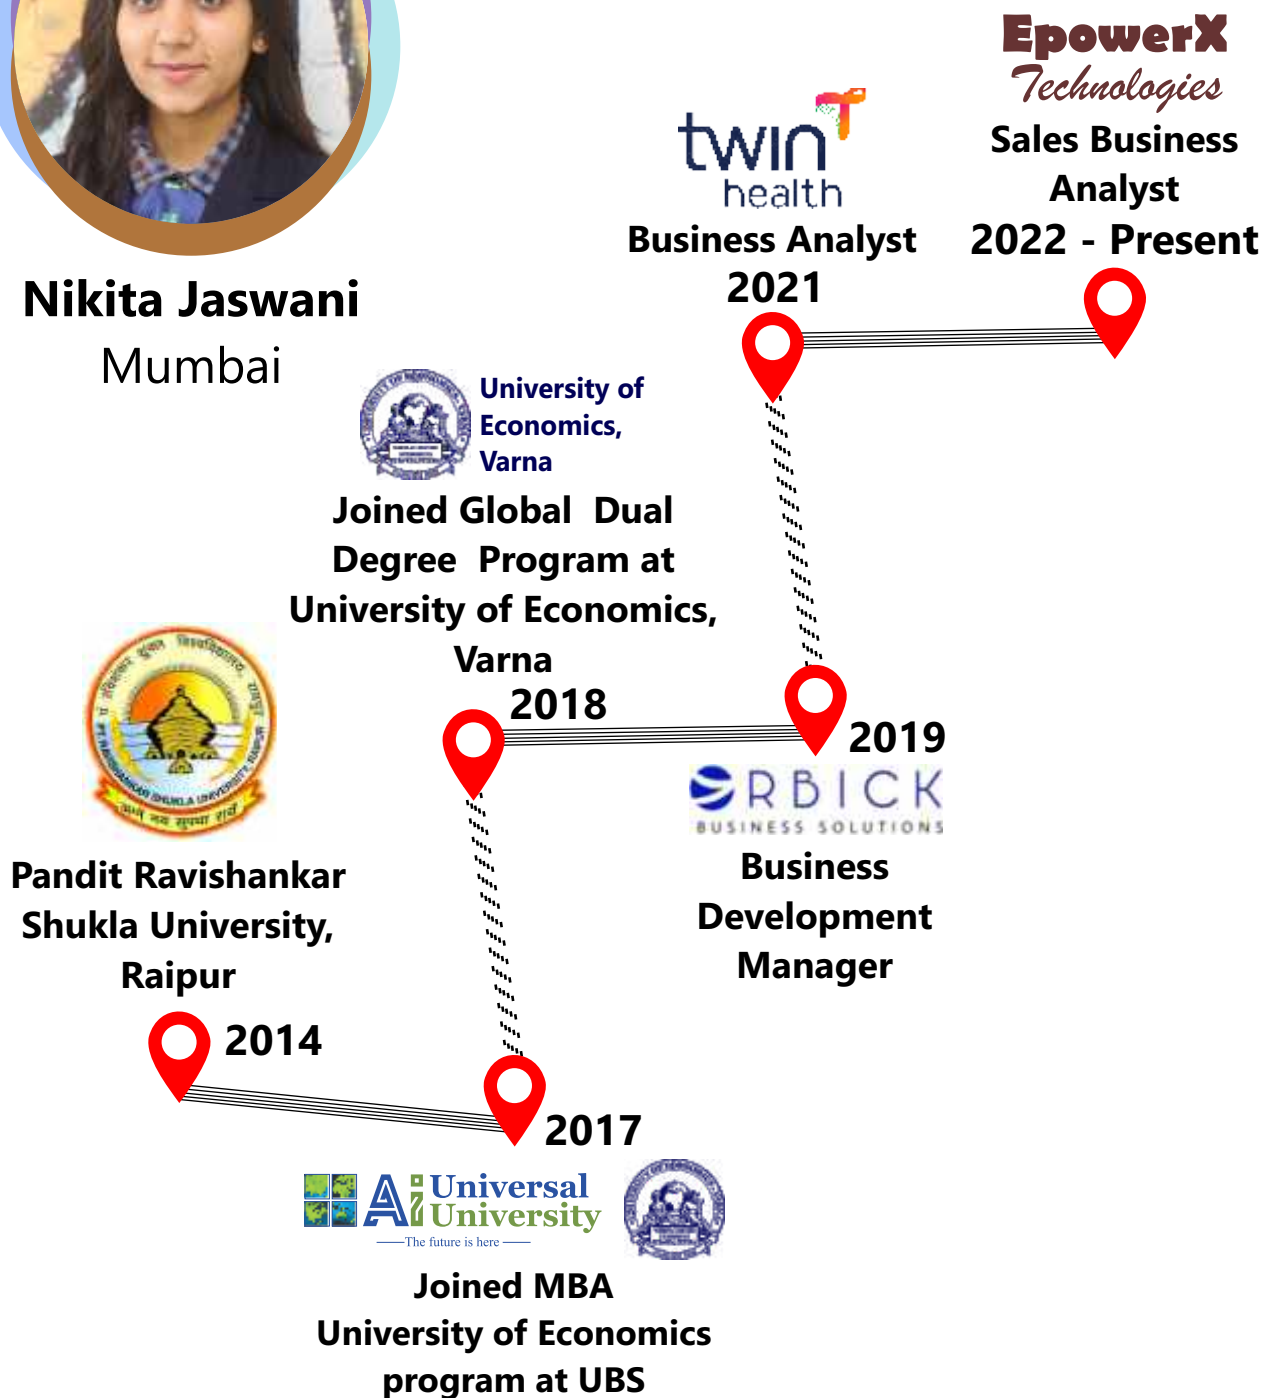 EpowerX
Technologies
Sales Business
Analyst
2022 - Present
twin
health
Business Analyst
2021
Nikita Jaswani
Mumbai
University of
Economics,
Varna
Joined Global Dual
Degree Program at
University of Economics,
Varna
2018
2019
ORBICK
BUSINESS SOLUTIONS
Business
Development
Manager
Pandit Ravishankar
Shukla University,
Raipur
2014
2017
Ai Universal
University
The future is here
Joined MBA
University of Economics
program at UBS